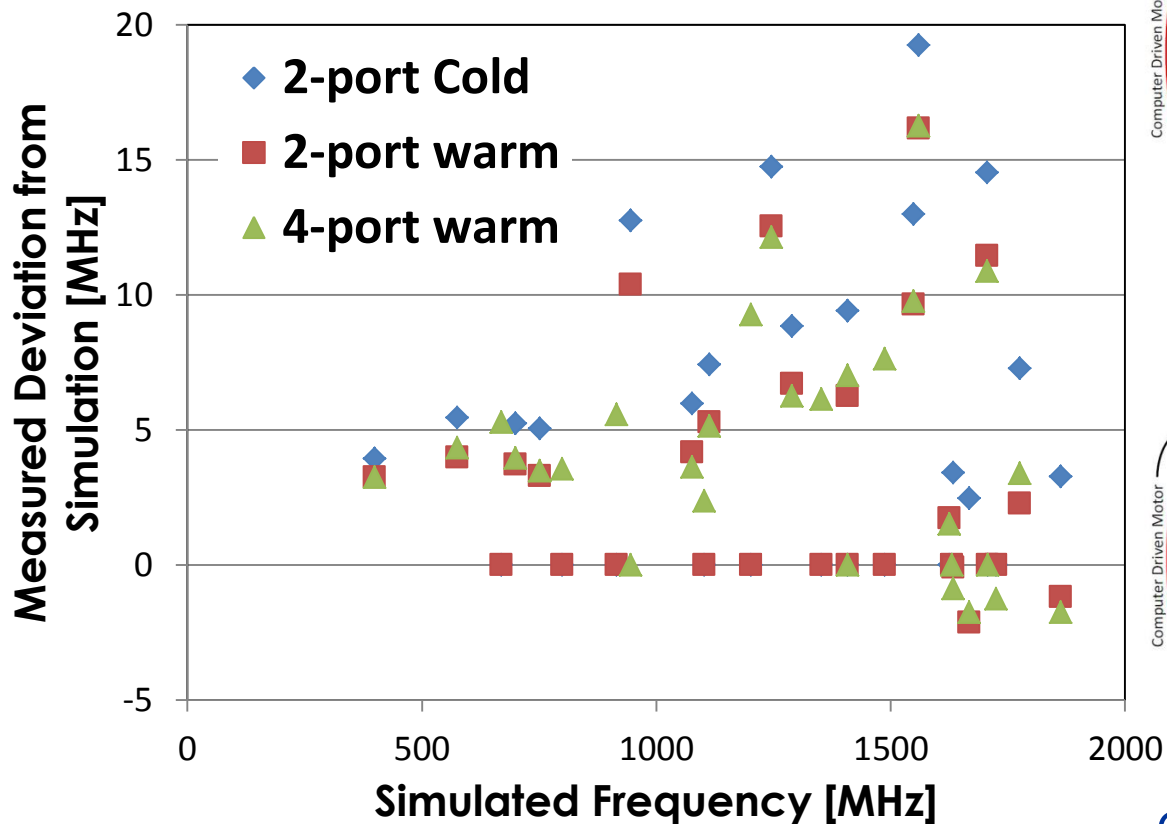 20
15
10
5
0
-5
2-port Cold
2-port warm
4-port warm
Measured Deviation from
Simulation [MHz]
0 500 1000 1500 2000
Simulated Frequency [MHz]
Computer Driven Mo
Computer Driven Motor